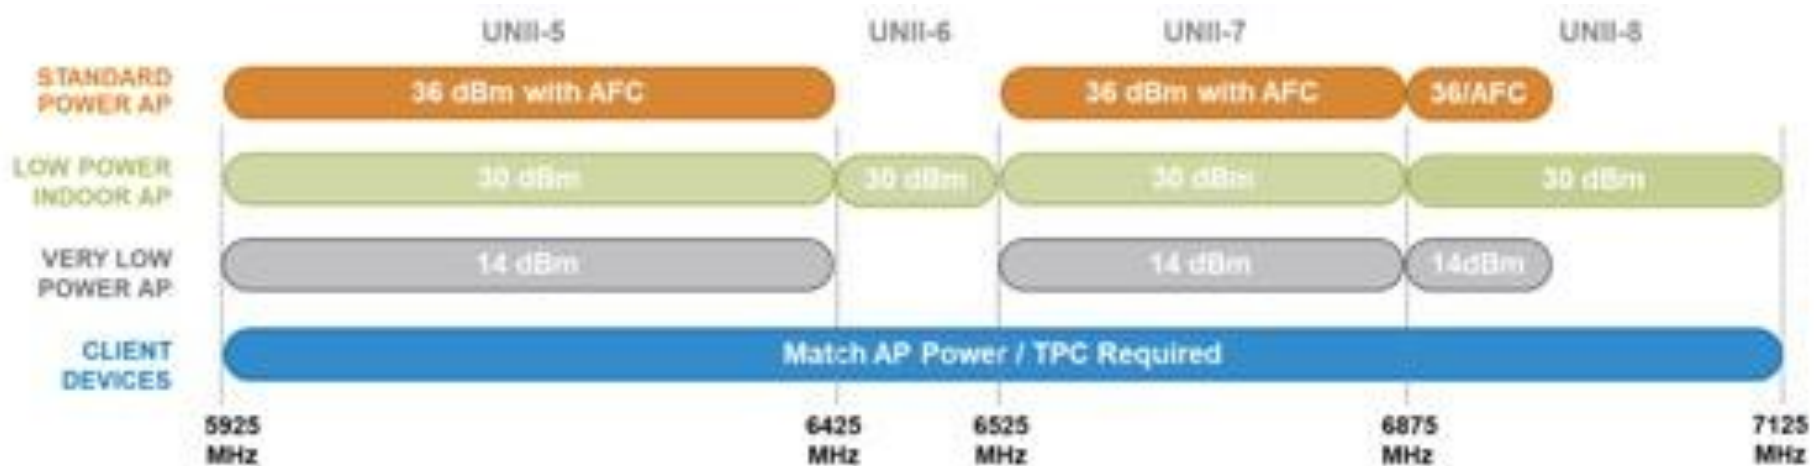 UNII-5 UNII-6 UNII-7 UNII-8
STANDARD
POWER AP
36 dBm with AFC 36 dBm with AFC 36/AFC
LOW POWER
INDOOR AP
30 dBm 30 dBm 30 dBm 30 dBm
VERY LOW
POWER AP
14 dBm 14 dBm 14dBm
CLIENT
DEVICES
Match AP Power / TPC Required
5925 6425 6525 6875 7125
MHz MHz MHz MHz MHz